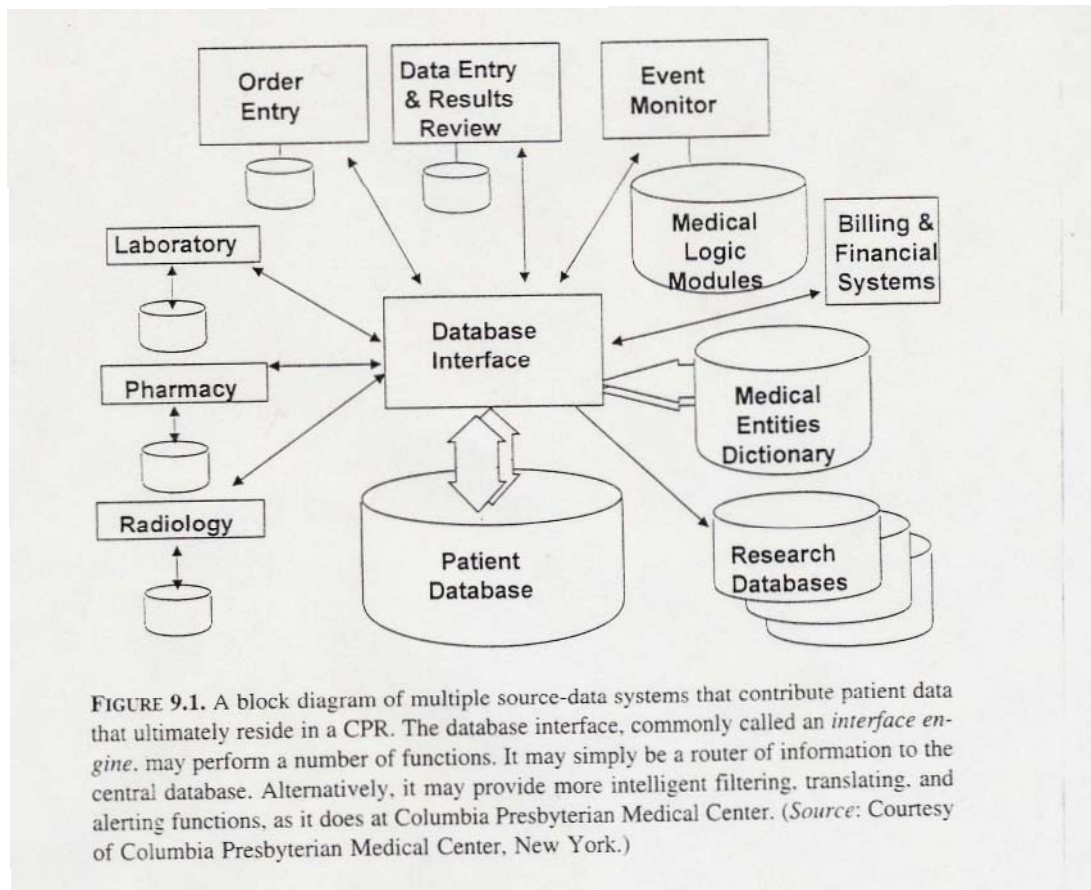 Order
Entry
Data Entry
& Results
Review
Event
Monitor
Medical
Logic
Modules
Billing &
Financial
Systems
Laboratory
Database
Interface
Pharmacy
Medical
Entities
Dictionary
Radiology
Patient
Database
Research
Databases
FIGURE 9.1. A block diagram of multiple source-data systems that contribute patient data
that ultimately reside in a CPR. The database interface, commonly called an interface en-
gine, may perform a number of functions. It may simply be a router of information to the
central database. Alternatively, it may provide more intelligent filtering, translating, and
alerting functions, as it does at Columbia Presbyterian Medical Center. (Source: Courtesy
of Columbia Presbyterian Medical Center, New York.)